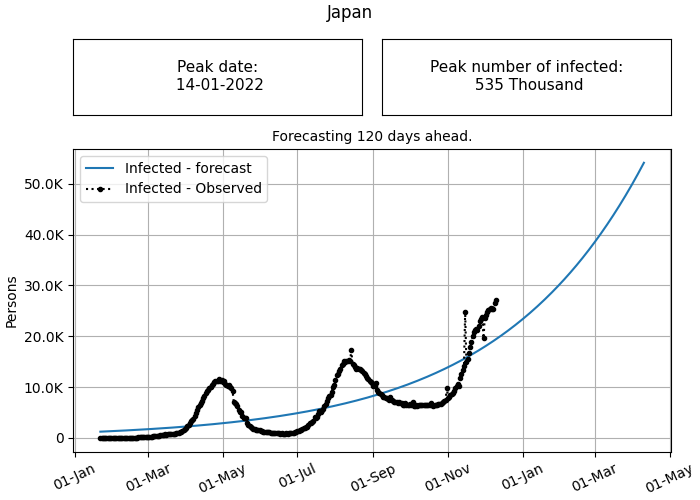 Japan
Peak date:
14-01-2022
Peak number of infected:
535 Thousand
Forecasting 120 days ahead.
Infected - forecast
Infected - Observed
Persons
50.0K
40.0K
30.0K
20.0K
10.0K
0
01-Jan
01-Mar
01-May
01-Jul
01-Sep
01-Nov
01-Jan
01-Mar
01-May